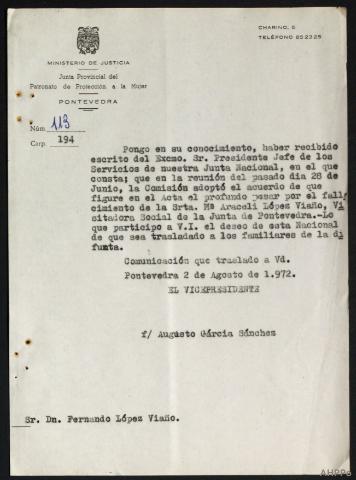 CHARINO, 6
TELÉFONO 852325
MINISTERIO DE JUSTICIA
Junta Provincial del
Patronato de Protección a la Mujer
PONTEVEDRA
Núm. 113
Carp. 194
Pongo en su conocimiento, haber recibido
escrito del Excmo. Sr. Presidente Jefe de los
Servicios de nuestra Junta Nacional, en el que
consta; que en la reunión del pasado dia 28 de
Junio, la Comisión adoptó el acuerdo de que
figure en el Acta el profundo pesar por el fall
cimiento de la Srta. Mª Araceli López Viaño, Vi
sitadora Social de la Junta de Pontevedra.-Lo
que participo a V.I. el deseo de esta Nacional
de que sea trasladado a los familiares de la di
funta.
Comunicación que traslado a Vd.
Pontevedra 2 de Agosto de 1.972.
EL VICEPRESIDENTE
f/ Augusto García Sánchez
Sr. Dn. Fernando López Viaño.